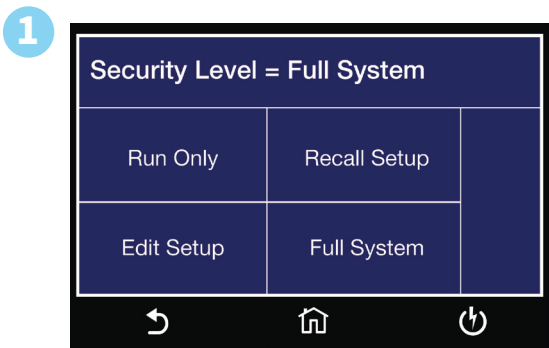 1
Security Level = Full System
Run Only
Recall Setup
Edit Setup
Full System